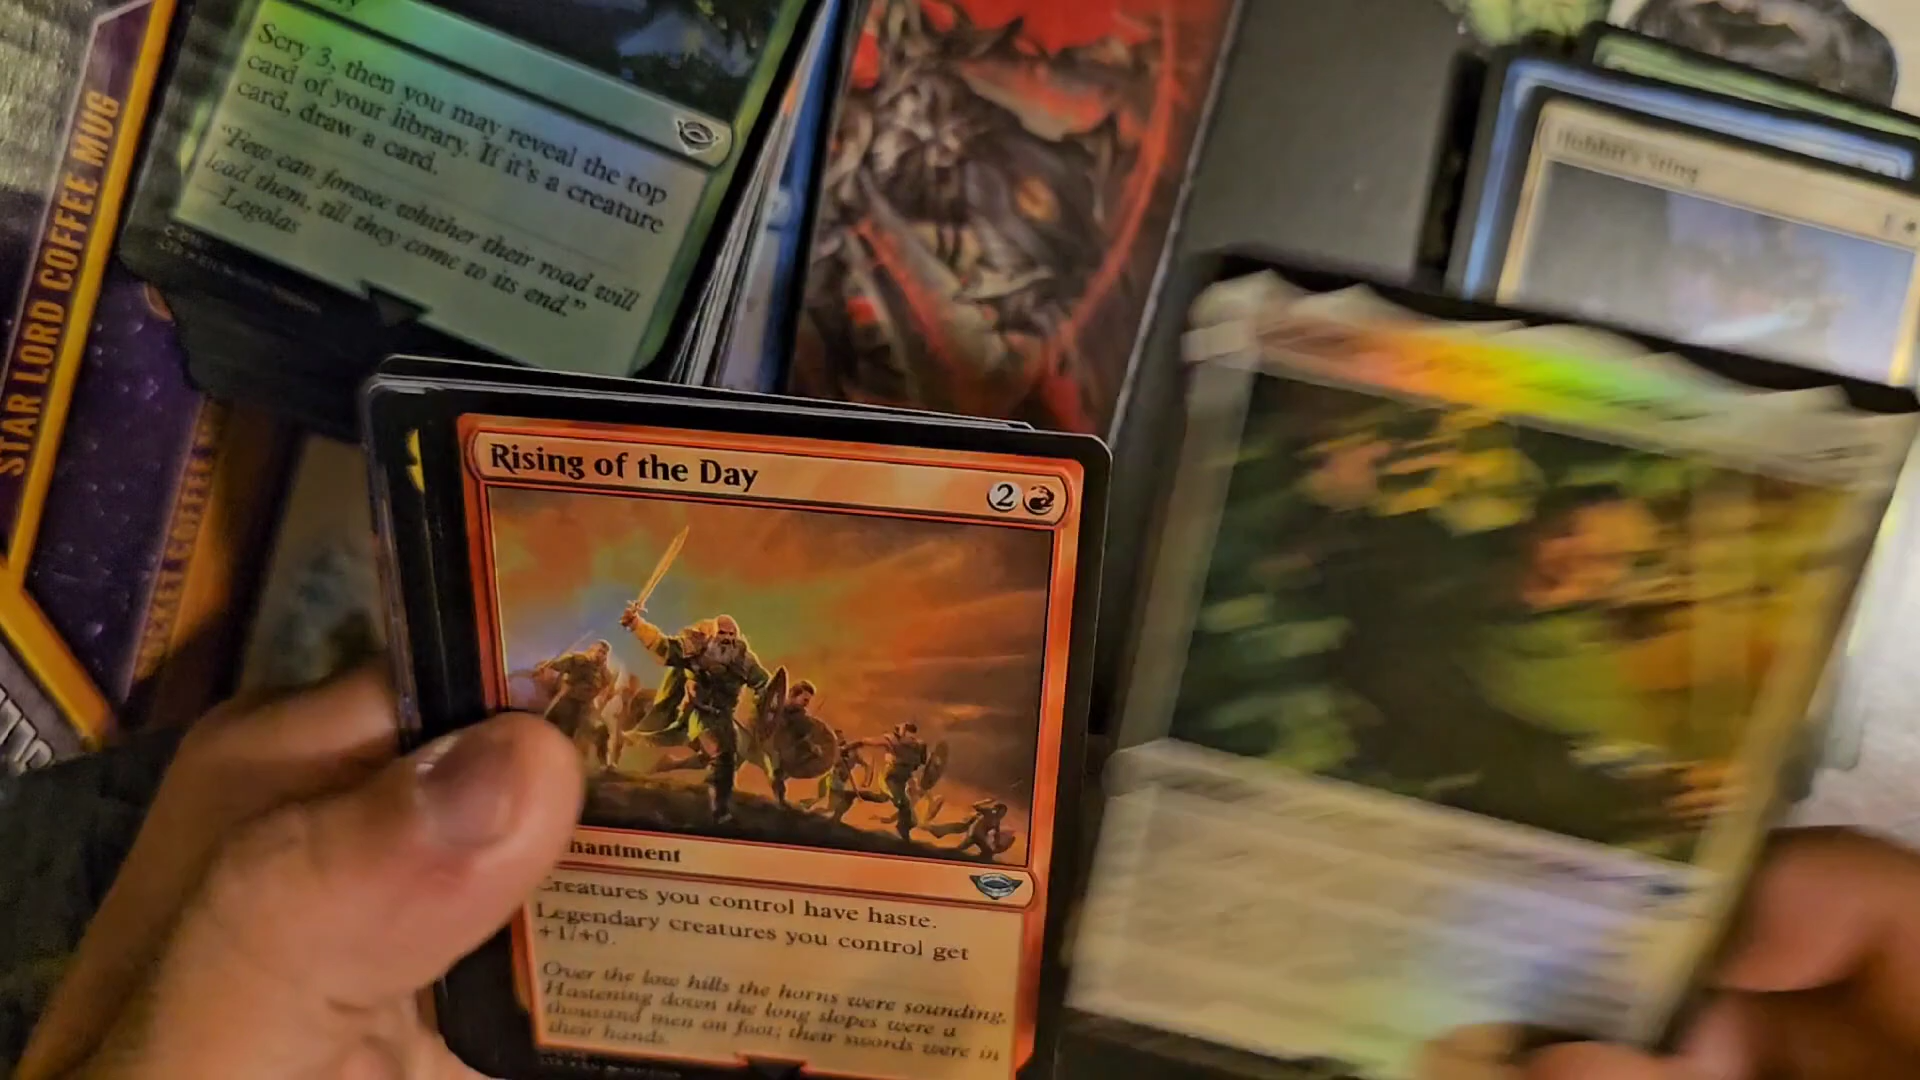 Scry 3, then you may reveal the top
card of your library. If it's a creature
card, draw a card.
"Few can foresee whither their road will
lead them, till they come to its end."
—Legolas
STAR LORD COFFEE MUG
Hobbit's Sting
1
Rising of the Day
2
hantment
Creatures you control have haste.
Legendary creatures you control get
+1/+0.
Over the low hills the horns were sounding.
Hastening down the long slopes were a
thousand men on foot; their swords were in
their hands.